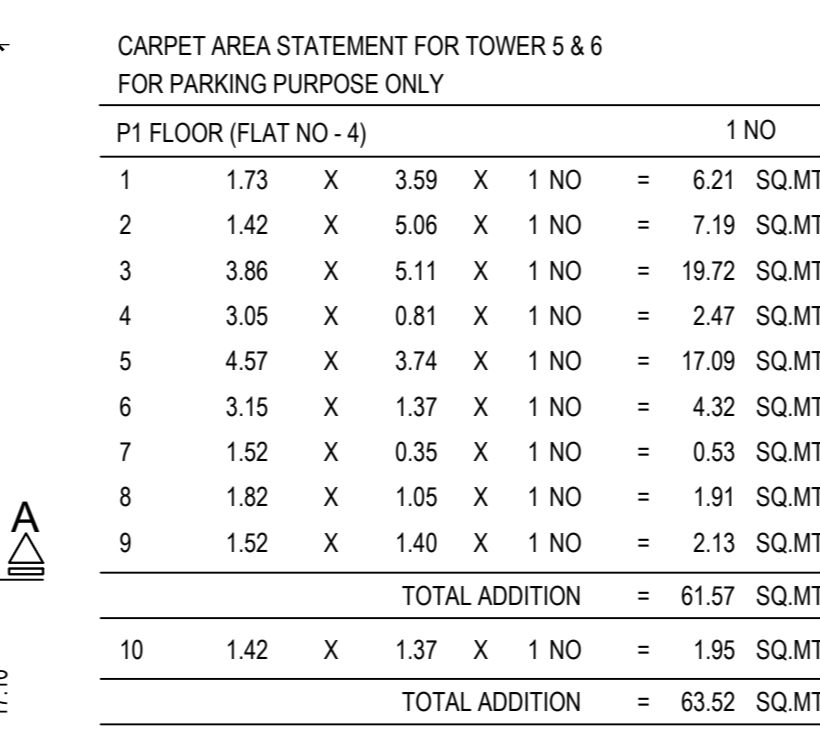 CARPET AREA STATEMENT FOR TOWER 5 & 6
FOR PARKING PURPOSE ONLY
P1 FLOOR (FLAT NO - 4) 1 NO
1 1.73 X 3.59 X 1 NO = 6.21 SQ.MT
2 1.42 X 5.06 X 1 NO = 7.19 SQ.MT
3 3.86 X 5.11 X 1 NO = 19.72 SQ.MT
4 3.05 X 0.81 X 1 NO = 2.47 SQ.MT
5 4.57 X 3.74 X 1 NO = 17.09 SQ.MT
6 3.15 X 1.37 X 1 NO = 4.32 SQ.MT
7 1.52 X 0.35 X 1 NO = 0.53 SQ.MT
8 1.82 X 1.05 X 1 NO = 1.91 SQ.MT
A
9 1.52 X 1.40 X 1 NO = 2.13 SQ.MT
TOTAL ADDITION = 61.57 SQ.MT
10 1.42 X 1.37 X 1 NO = 1.95 SQ.MT
TOTAL ADDITION = 63.52 SQ.MT